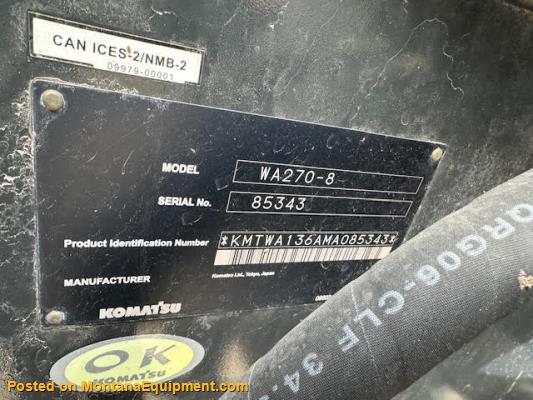 CAN ICES-2/NMB-2
09979-00001
MODEL WA270-8
SERIAL No. 85343
Product Identification Number *KMTWA136AMA085343*
MANUFACTURER Komatsu Ltd., Tokyo, Japan
KOMATSU
OK
KOMATSU
QRG06-CLF 34.
Posted on MontanaEquipment.com